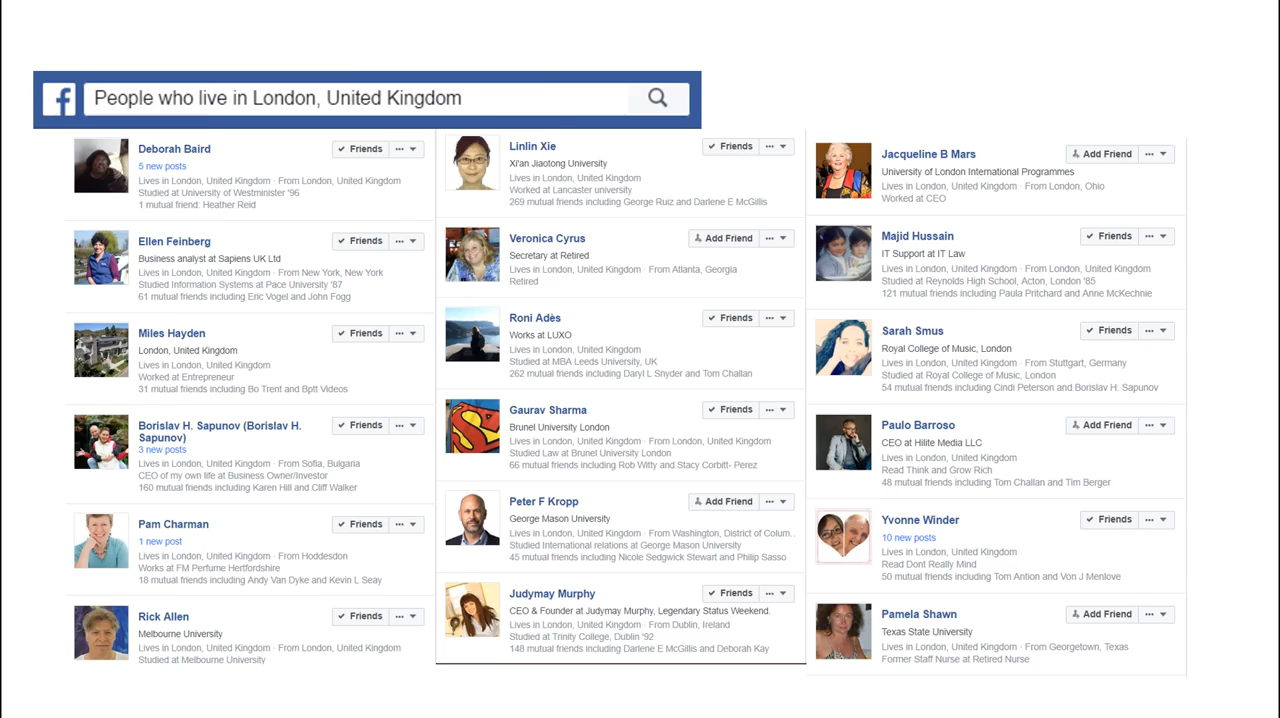 People who live in London, United Kingdom
Deborah Baird
Friends
5 new posts
Lives in London, United Kingdom · From London, United Kingdom
Studied at University of Westminister '96
1 mutual friend: Heather Reid
Ellen Feinberg
Friends
Business analyst at Sapiens UK Ltd
Lives in London, United Kingdom · From New York, New York
Studied Information Systems at Pace University '87
61 mutual friends including Eric Vogel and John Fogg
Miles Hayden
Friends
London, United Kingdom
Lives in London, United Kingdom
Worked at Entrepreneur
31 mutual friends including Bo Trent and Bptt Videos
Borislav H. Sapunov (Borislav H.
Sapunov)
Friends
3 new posts
Lives in London, United Kingdom · From Sofia, Bulgaria
CEO of my own life at Business Owner/Investor
160 mutual friends including Karen Hill and Cliff Walker
Pam Charman
Friends
1 new post
Lives in London, United Kingdom · From Hoddesdon
Works at FM Perfume Hertfordshire
18 mutual friends including Andy Van Dyke and Kevin L Seay
Rick Allen
Friends
Melbourne University
Lives in London, United Kingdom · From London, United Kingdom
Studied at Melbourne University
Linlin Xie
Friends
Xi'an Jiaotong University
Lives in London, United Kingdom
Worked at Lancaster university
269 mutual friends including George Ruiz and Darlene E McGillis
Veronica Cyrus
Add Friend
Secretary at Retired
Lives in London, United Kingdom · From Atlanta, Georgia
Retired
Roni Adès
Friends
Works at LUXO
Lives in London, United Kingdom
Studied at MBA Leeds University, UK
262 mutual friends including Daryl L Snyder and Tom Challan
Gaurav Sharma
Friends
Brunel University London
Lives in London, United Kingdom · From London, United Kingdom
Studied Law at Brunel University London
66 mutual friends including Rob Witty and Stacy Corbitt- Perez
Peter F Kropp
Add Friend
George Mason University
Lives in London, United Kingdom · From Washington, District of Colum..
Studied International relations at George Mason University
45 mutual friends including Nicole Sedgwick Stewart and Philip Sasso
Judymay Murphy
Friends
CEO & Founder at Judymay Murphy, Legendary Status Weekend.
Lives in London, United Kingdom · From Dublin, Ireland
Studied at Trinity College, Dublin '92
148 mutual friends including Darlene E McGillis and Deborah Kay
Jacqueline B Mars
Add Friend
University of London International Programmes
Lives in London, United Kingdom · From London, Ohio
Worked at CEO
Majid Hussain
Friends
IT Support at IT Law
Lives in London, United Kingdom · From London, United Kingdom
Studied at Reynolds High School, Acton, London '85
121 mutual friends including Paula Pritchard and Anne McKechnie
Sarah Smus
Friends
Royal College of Music, London
Lives in London, United Kingdom · From Stuttgart, Germany
Studied at Royal College of Music, London
54 mutual friends including Cindi Peterson and Borislav H. Sapunov
Paulo Barroso
Add Friend
CEO at Hilite Media LLC
Lives in London, United Kingdom
Read Think and Grow Rich
48 mutual friends including Tom Challan and Tim Berger
Yvonne Winder
Friends
10 new posts
Lives in London, United Kingdom
Read Dont Really Mind
50 mutual friends including Tom Antion and Von J Menlove
Pamela Shawn
Add Friend
Texas State University
Lives in London, United Kingdom · From Georgetown, Texas
Former Staff Nurse at Retired Nurse